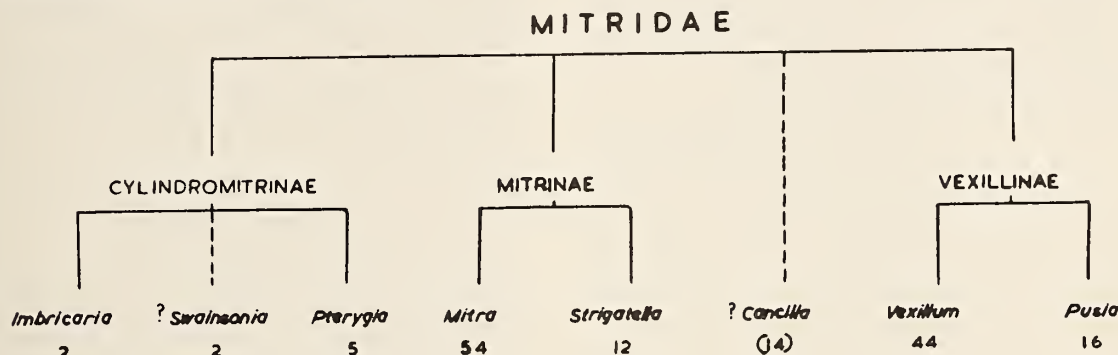 MITRIDAE
CYLINDROMITRINAE MITRINAE VEXILLINAE
Imbricaria ? Swainsonia Pterygia Mitra Strigatella ? Cancilla Vexillum Pusia
2 2 5 54 12 (14) 44 16